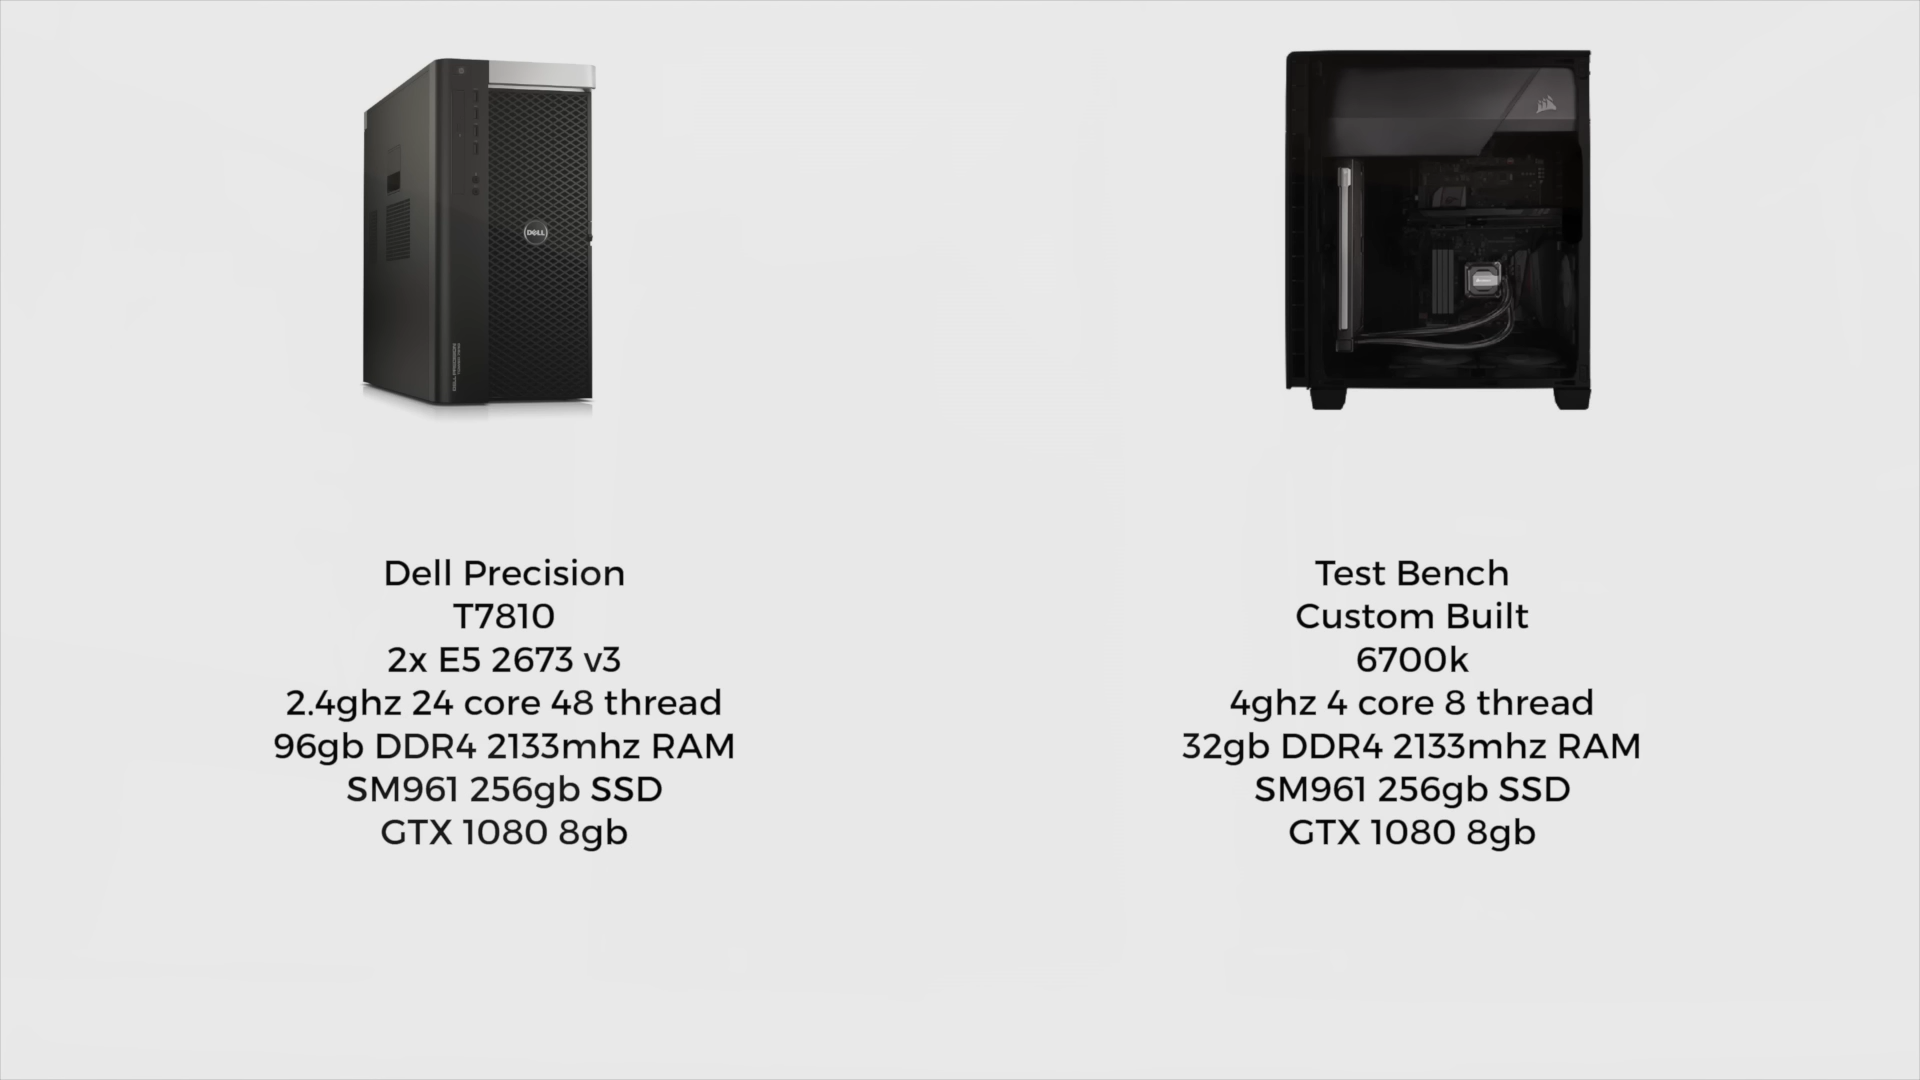 DELL
Dell Precision
T7810
2x E5 2673 v3
2.4ghz 24 core 48 thread
96gb DDR4 2133mhz RAM
SM961 256gb SSD
GTX 1080 8gb
Test Bench
Custom Built
6700k
4ghz 4 core 8 thread
32gb DDR4 2133mhz RAM
SM961 256gb SSD
GTX 1080 8gb